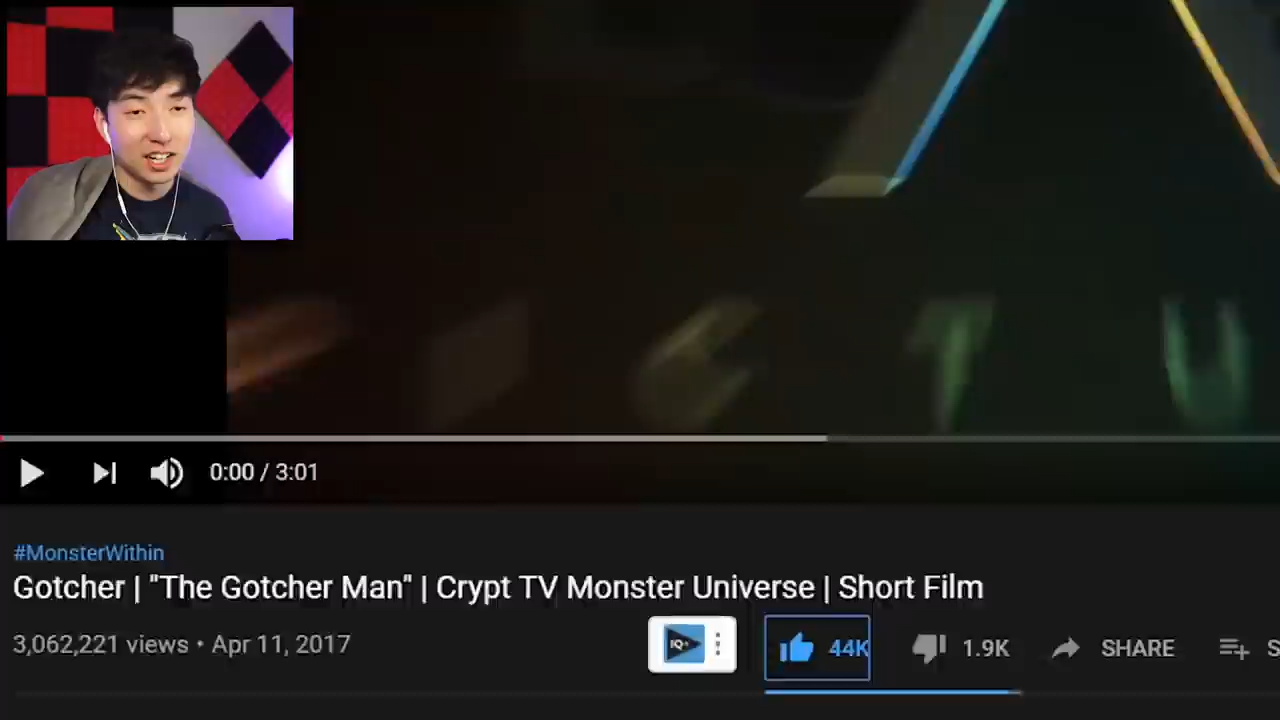 0:00 / 3:01
#MonsterWithin
Gotcher | "The Gotcher Man" | Crypt TV Monster Universe | Short Film
3,062,221 views • Apr 11, 2017
IQ+
44K
1.9K
SHARE
S